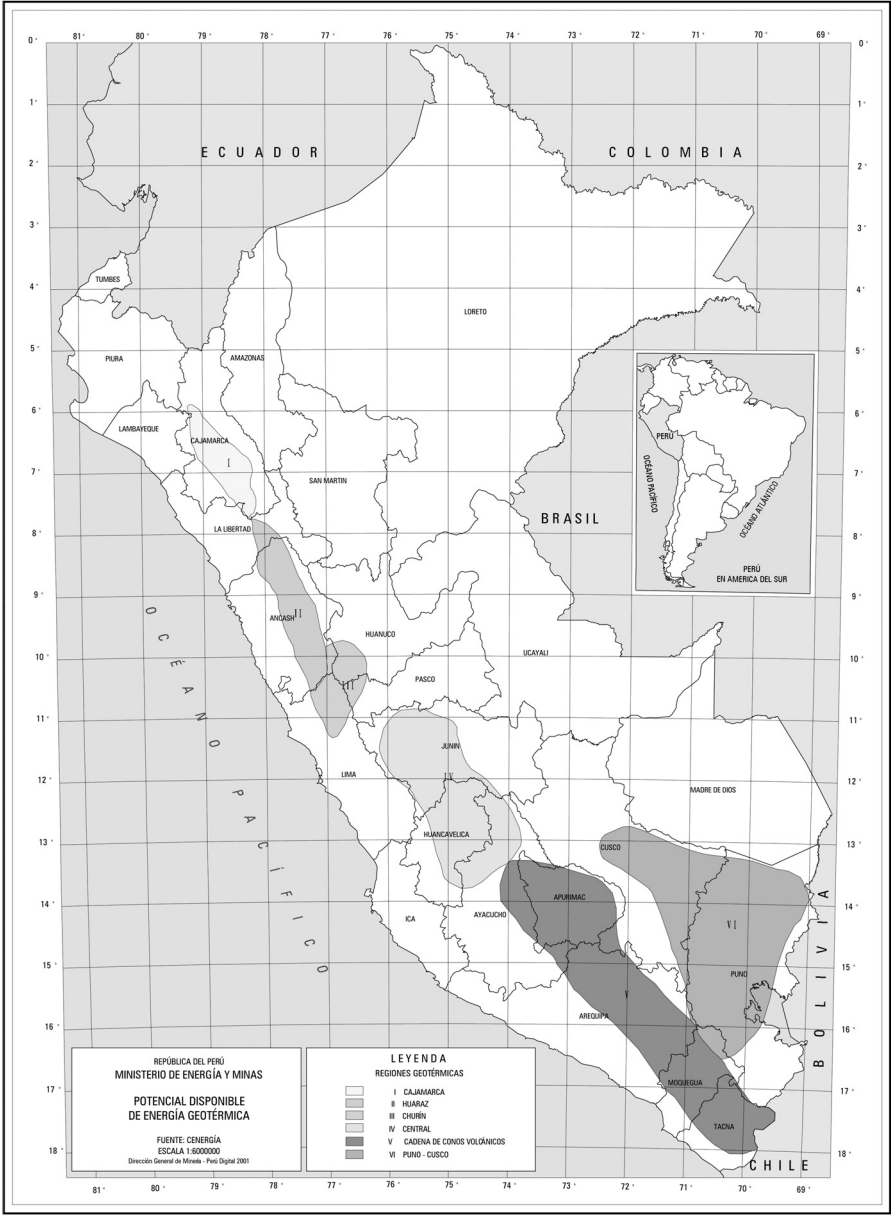 81° 80° 79° 78° 77° 76° 75° 74° 73° 72° 71° 70° 69°
0° 0°
1° 1°
ECUADOR COLOMBIA
2° 2°
3° 3°
TUMBES
4° 4°
LORETO
5° 5°
PIURA AMAZONAS
6° 6°
LAMBAYEQUE CAJAMARCA
I
PERÚ
OCÉANO PACÍFICO
OCÉANO ATLÁNTICO
PERÚ
EN AMERICA DEL SUR
7° 7°
SAN MARTIN
LA LIBERTAD
BRASIL
8° 8°
9° 9°
ANCASH II
HUANUCO
UCAYALI
10° 10°
PASCO
III
11° 11°
JUNIN
LIMA IV
12° 12°
MADRE DE DIOS
HUANCAVELICA
13° 13°
CUSCO
APURIMAC
14° 14°
ICA AYACUCHO
VI
15° 15°
PUNO
V
AREQUIPA
16° 16°
OCÉANO PACÍFICO
BOLIVIA
MOQUEGUA
17° 17°
TACNA
18° 18°
CHILE
REPÚBLICA DEL PERÚ
MINISTERIO DE ENERGÍA Y MINAS
POTENCIAL DISPONIBLE
DE ENERGÍA GEOTÉRMICA
FUENTE: CENERGÍA
ESCALA 1:6000000
Dirección General de Minería - Perú Digital 2001
LEYENDA
REGIONES GEOTÉRMICAS
I CAJAMARCA
II HUARAZ
III CHURÍN
IV CENTRAL
V CADENA DE CONOS VOLCÁNICOS
VI PUNO - CUSCO
81° 80° 79° 78° 77° 76° 75° 74° 73° 72° 71° 70° 69°